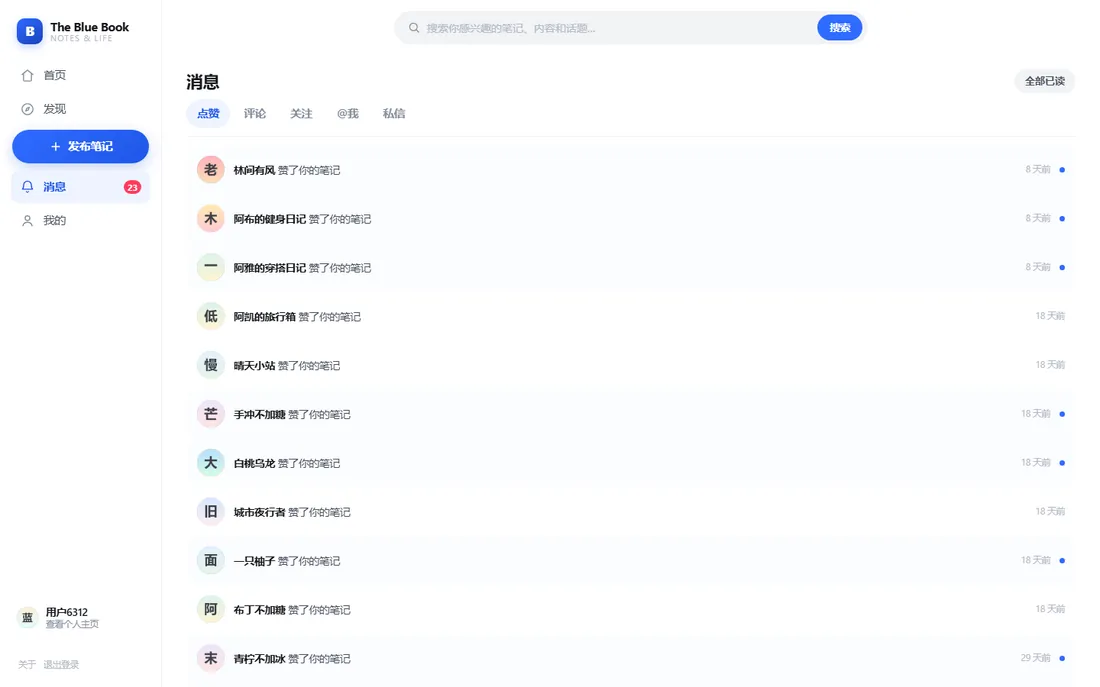 B
The Blue Book
NOTES & LIFE
搜索你感兴趣的笔记、内容和话题...
搜索
首页
发现
+ 发布笔记
消息
23
我的
消息
全部已读
点赞
评论
关注
@我
私信
老
林间有风 赞了你的笔记
8 天前
木
阿布的健身日记 赞了你的笔记
8 天前
一
阿雅的穿搭日记 赞了你的笔记
8 天前
低
阿凯的旅行箱 赞了你的笔记
18 天前
慢
晴天小站 赞了你的笔记
18 天前
芒
手冲不加糖 赞了你的笔记
18 天前
大
白桃乌龙 赞了你的笔记
18 天前
旧
城市夜行者 赞了你的笔记
18 天前
面
一只柚子 赞了你的笔记
18 天前
阿
布丁不加糖 赞了你的笔记
18 天前
末
青柠不加冰 赞了你的笔记
29 天前
蓝
用户6312
查看个人主页
关于 退出登录